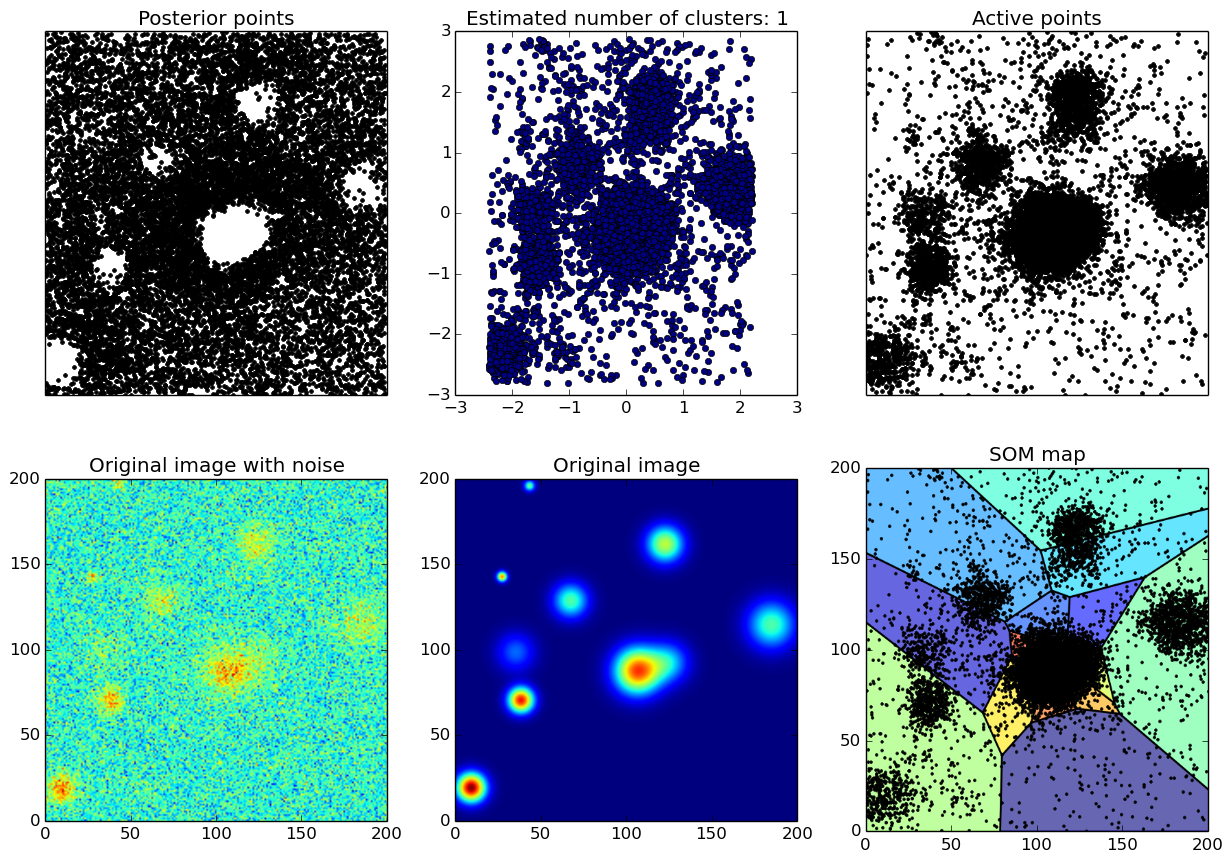 Posterior points
Estimated number of clusters: 1
Active points
3
2
1
0
−1
−2
−3
−3 −2 −1 0 1 2 3
Original image with noise
Original image
SOM map
200
150
100
50
0
0 50 100 150 200
200
150
100
50
0
0 50 100 150 200
200
150
100
50
0
0 50 100 150 200